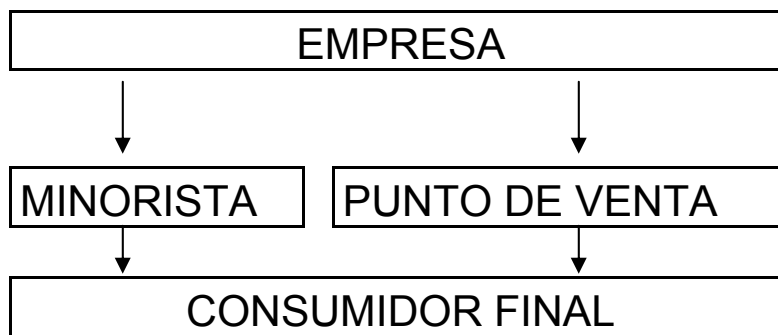 EMPRESA
MINORISTA
PUNTO DE VENTA
CONSUMIDOR FINAL